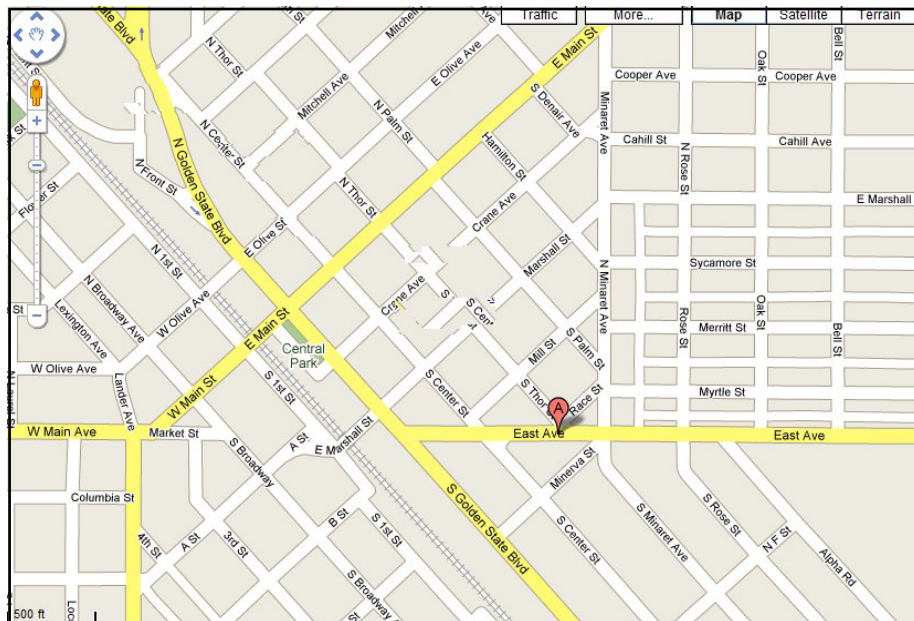 Traffic
More...
Map
Satellite
Terrain
State Blvd
N Thor St
Mitchell Ave
E Olive Ave
E Main St
Mitchell Ave
S Denair Ave
N Palm St
Minaret Ave
Cooper Ave
Oak St
Cooper Ave
Bell St
N Center St
Hamilton St
Cahill St
N Rose St
Cahill Ave
N Golden State Blvd
N Front St
N Thor St
Crane Ave
E Marshall
E Olive St
Marshall St
N 1st St
Sycamore St
N Broadway Ave
Lexington Ave
W Olive Ave
Crane Ave
S Cent
N Minaret Ave
Rose St
Oak St
Bell St
St
E Main St
Merritt St
Central
Park
Mill St
S Palm St
W Olive Ave
Lander Ave
W Main St
S 1st St
S Center St
S Thor
Race St
Myrtle St
A
W Main Ave
Market St
S Broadway
A St
E Marshall St
East Ave
East Ave
Minerva St
Columbia St
S Golden State Blvd
4th St
A St
3rd St
B St
S 1st St
S Center St
S Minaret Ave
S Rose St
N F St
Alpha Rd
S Broadway
500 ft